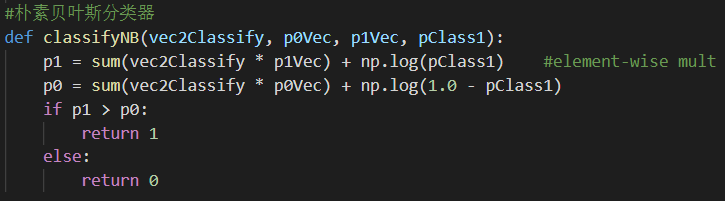 #朴素贝叶斯分类器
def classifyNB(vec2Classify, p0Vec, p1Vec, pClass1):
    p1 = sum(vec2Classify * p1Vec) + np.log(pClass1)    #element-wise mult
    p0 = sum(vec2Classify * p0Vec) + np.log(1.0 - pClass1)
    if p1 > p0:
        return 1
    else:
        return 0